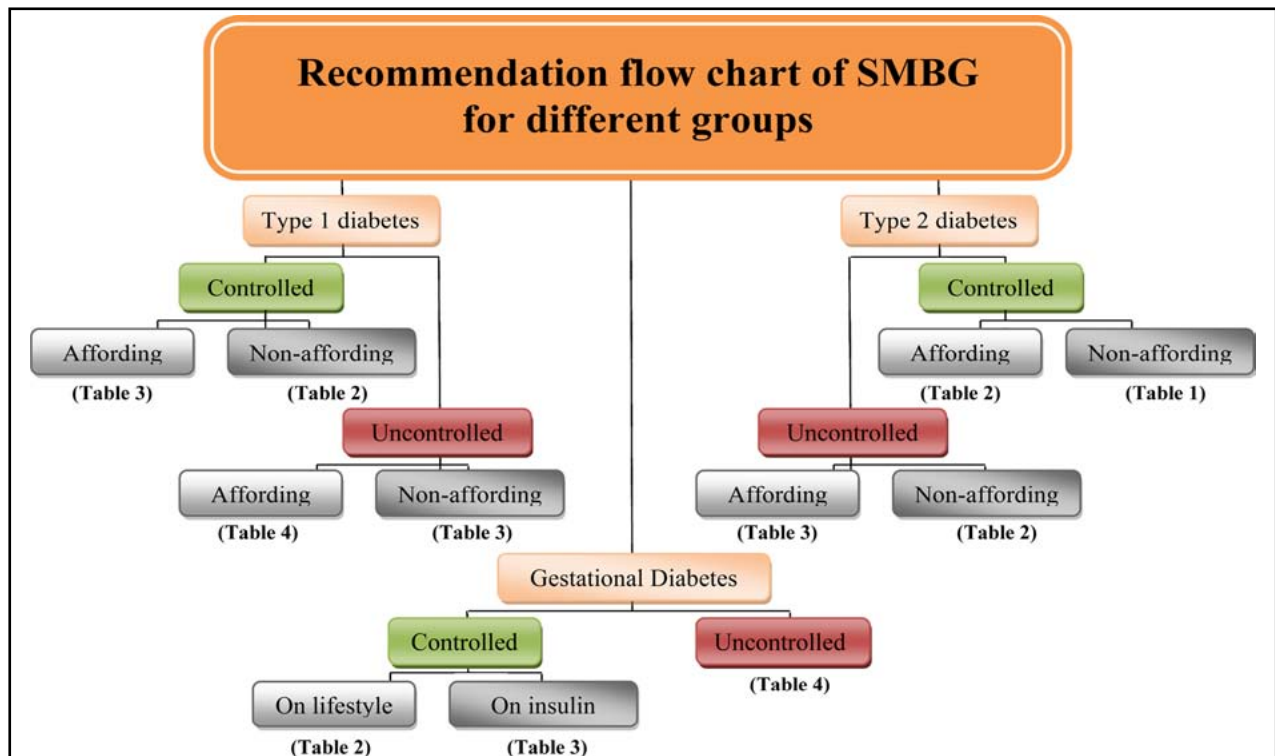 Recommendation flow chart of SMBG
for different groups
Type 1 diabetes
Type 2 diabetes
Controlled
Controlled
Affording
Non-affording
Affording
Non-affording
(Table 3)
(Table 2)
(Table 2)
(Table 1)
Uncontrolled
Uncontrolled
Affording
Non-affording
Affording
Non-affording
(Table 4)
(Table 3)
(Table 3)
(Table 2)
Gestational Diabetes
Controlled
Uncontrolled
(Table 4)
On lifestyle
On insulin
(Table 2)
(Table 3)